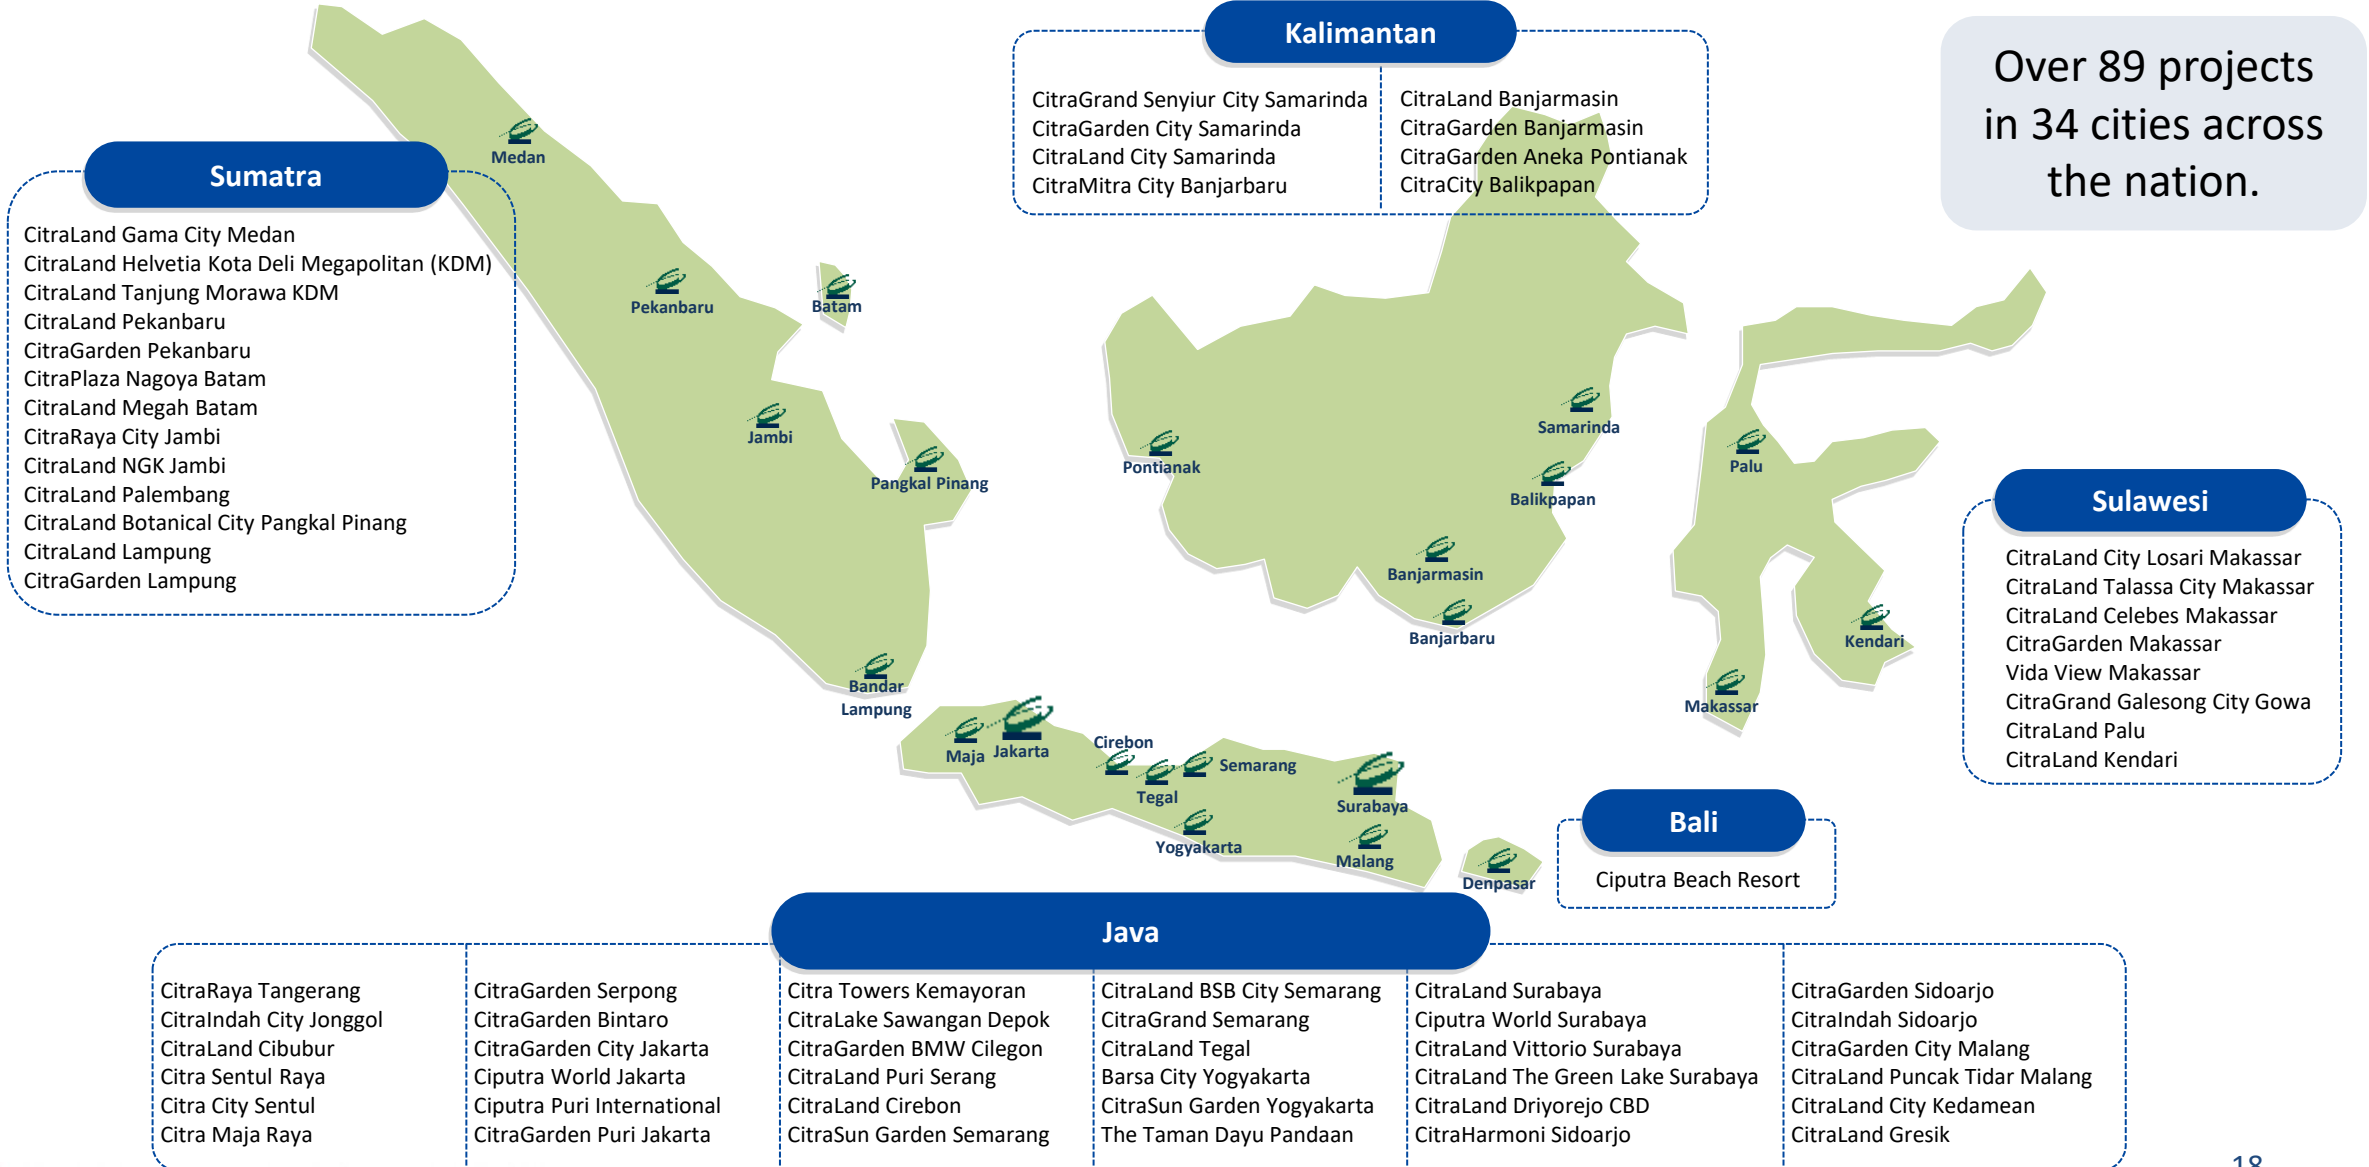 Kalimantan
CitraGrand Senyiur City Samarinda
CitraGarden City Samarinda
CitraLand City Samarinda
CitraMitra City Banjarbaru
CitraLand Banjarmasin
CitraGarden Banjarmasin
CitraGarden Aneka Pontianak
CitraCity Balikpapan
Over 89 projects
in 34 cities across
the nation.
Sumatra
CitraLand Gama City Medan
CitraLand Helvetia Kota Deli Megapolitan (KDM)
CitraLand Tanjung Morawa KDM
CitraLand Pekanbaru
CitraGarden Pekanbaru
CitraPlaza Nagoya Batam
CitraLand Megah Batam
CitraRaya City Jambi
CitraLand NGK Jambi
CitraLand Palembang
CitraLand Botanical City Pangkal Pinang
CitraLand Lampung
CitraGarden Lampung
Medan
Pekanbaru
Batam
Jambi
Pangkal Pinang
Bandar
Lampung
Pontianak
Samarinda
Balikpapan
Banjarmasin
Banjarbaru
Palu
Kendari
Makassar
Maja
Jakarta
Cirebon
Tegal
Semarang
Yogyakarta
Surabaya
Malang
Denpasar
Sulawesi
CitraLand City Losari Makassar
CitraLand Talassa City Makassar
CitraLand Celebes Makassar
CitraGarden Makassar
Vida View Makassar
CitraGrand Galesong City Gowa
CitraLand Palu
CitraLand Kendari
Bali
Ciputra Beach Resort
Java
CitraRaya Tangerang
CitraIndah City Jonggol
CitraLand Cibubur
Citra Sentul Raya
Citra City Sentul
Citra Maja Raya
CitraGarden Serpong
CitraGarden Bintaro
CitraGarden City Jakarta
Ciputra World Jakarta
Ciputra Puri International
CitraGarden Puri Jakarta
Citra Towers Kemayoran
CitraLake Sawangan Depok
CitraGarden BMW Cilegon
CitraLand Puri Serang
CitraLand Cirebon
CitraSun Garden Semarang
CitraLand BSB City Semarang
CitraGrand Semarang
CitraLand Tegal
Barsa City Yogyakarta
CitraSun Garden Yogyakarta
The Taman Dayu Pandaan
CitraLand Surabaya
Ciputra World Surabaya
CitraLand Vittorio Surabaya
CitraLand The Green Lake Surabaya
CitraLand Driyorejo CBD
CitraHarmoni Sidoarjo
CitraGarden Sidoarjo
CitraIndah Sidoarjo
CitraGarden City Malang
CitraLand Puncak Tidar Malang
CitraLand City Kedamean
CitraLand Gresik
18